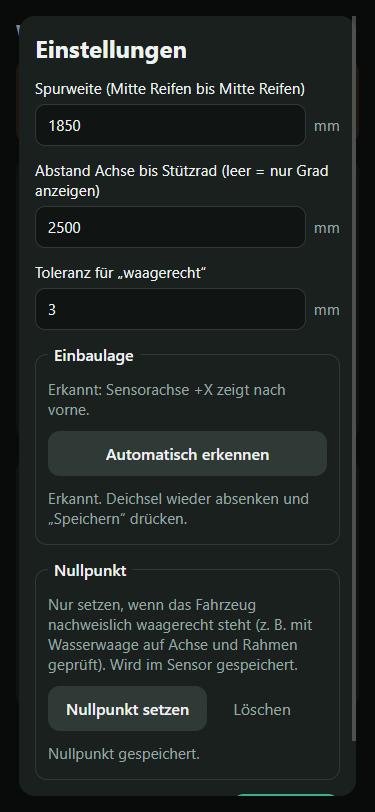 Einstellungen
Spurweite (Mitte Reifen bis Mitte Reifen)
1850 mm
Abstand Achse bis Stützrad (leer = nur Grad
anzeigen)
2500 mm
Toleranz für „waagerecht“
3 mm
Einbaulage
Erkannt: Sensorachse +X zeigt nach
vorne.
Automatisch erkennen
Erkannt. Deichsel wieder absenken und
„Speichern“ drücken.
Nullpunkt
Nur setzen, wenn das Fahrzeug
nachweislich waagerecht steht (z. B. mit
Wasserwaage auf Achse und Rahmen
geprüft). Wird im Sensor gespeichert.
Nullpunkt setzen Löschen
Nullpunkt gespeichert.